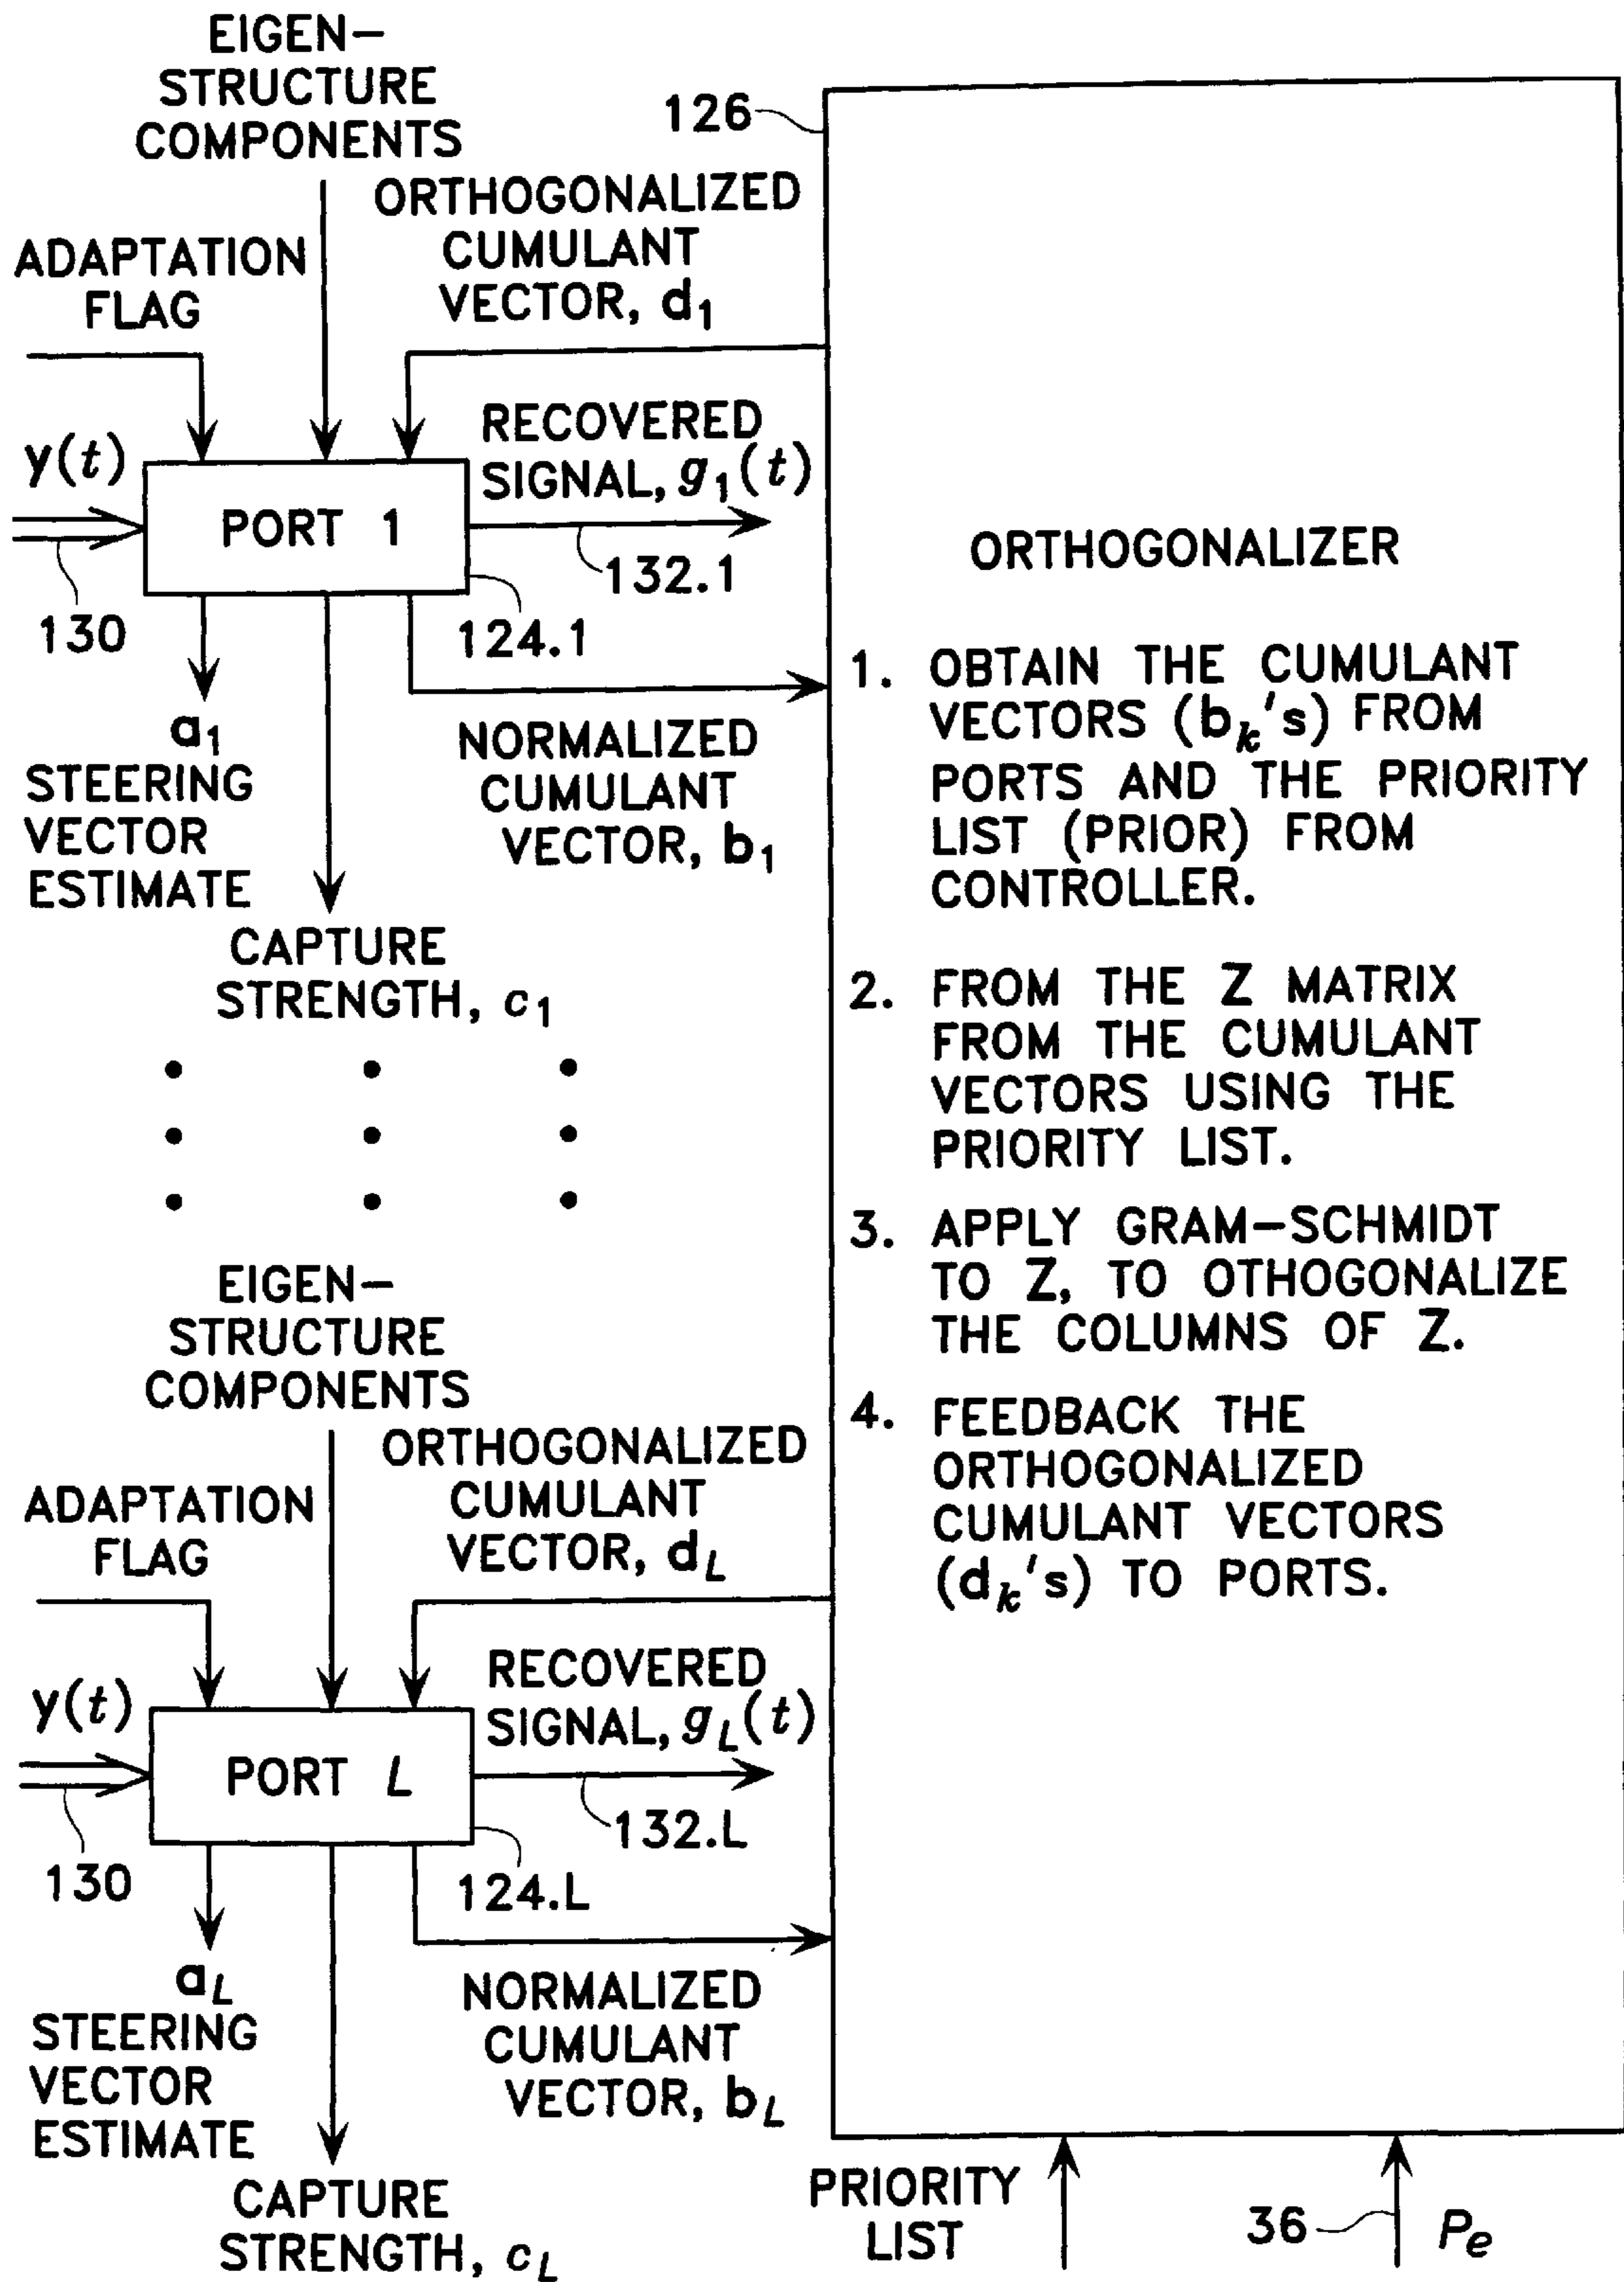 EIGEN-
STRUCTURE
COMPONENTS
126
ORTHOGONALIZED
CUMULANT
VECTOR, d1
ADAPTATION
FLAG
RECOVERED
SIGNAL, g1(t)
y(t)
PORT 1
132.1
130
124.1
a1
STEERING
VECTOR
ESTIMATE
NORMALIZED
CUMULANT
VECTOR, b1
CAPTURE
STRENGTH, c1
EIGEN-
STRUCTURE
COMPONENTS
ORTHOGONALIZED
CUMULANT
VECTOR, dL
ADAPTATION
FLAG
RECOVERED
SIGNAL, gL(t)
y(t)
PORT L
132.L
130
124.L
aL
STEERING
VECTOR
ESTIMATE
NORMALIZED
CUMULANT
VECTOR, bL
CAPTURE
STRENGTH, cL
ORTHOGONALIZER
1. OBTAIN THE CUMULANT
VECTORS (bk's) FROM
PORTS AND THE PRIORITY
LIST (PRIOR) FROM
CONTROLLER.
2. FROM THE Z MATRIX
FROM THE CUMULANT
VECTORS USING THE
PRIORITY LIST.
3. APPLY GRAM-SCHMIDT
TO Z, TO OTHOGONALIZE
THE COLUMNS OF Z.
4. FEEDBACK THE
ORTHOGONALIZED
CUMULANT VECTORS
(dk's) TO PORTS.
PRIORITY
LIST
36
Pe